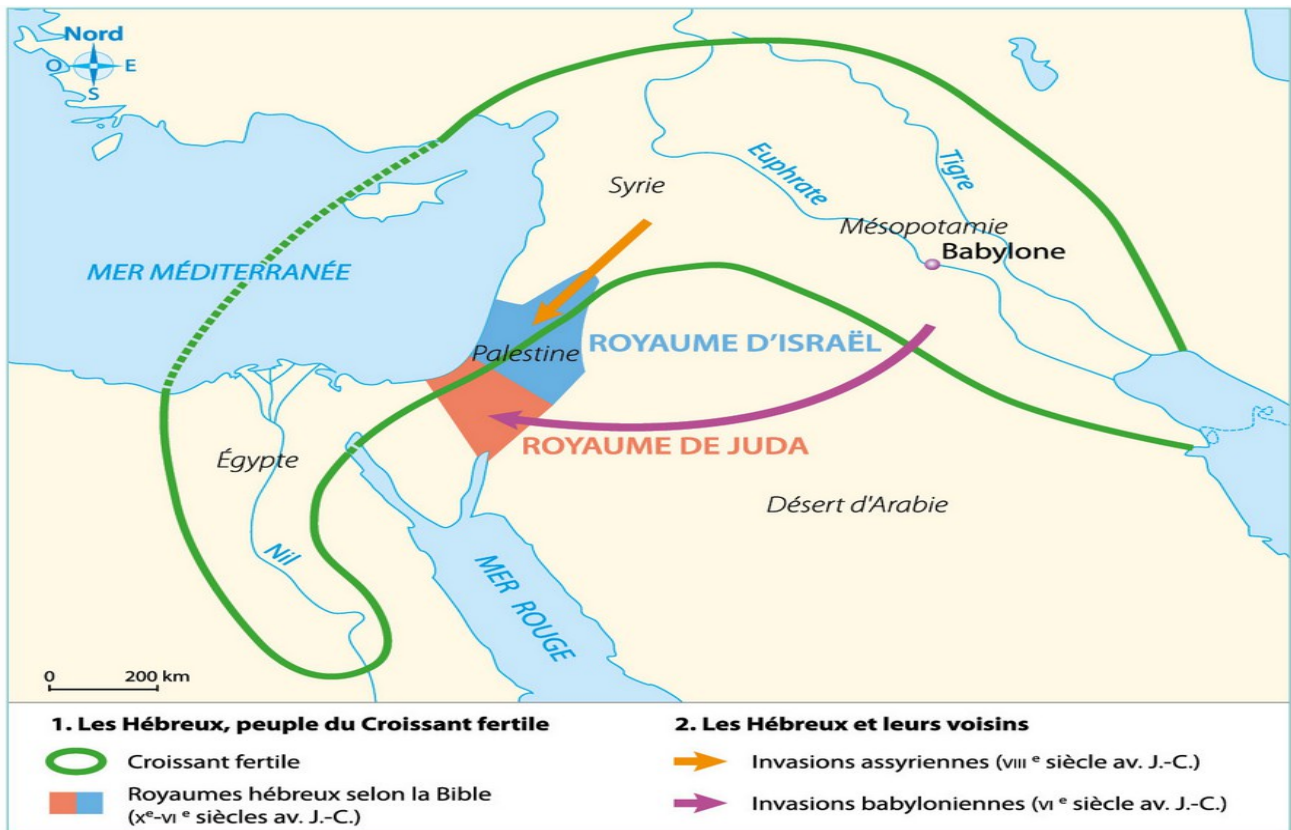 Nord
O E
S
Syrie
Euphrate
Tigre
Mésopotamie
Babylone
MER MÉDITERRANÉE
Palestine
ROYAUME D'ISRAËL
ROYAUME DE JUDA
Égypte
Nil
Désert d'Arabie
MER ROUGE
0 200 km
1. Les Hébreux, peuple du Croissant fertile
Croissant fertile
Royaumes hébreux selon la Bible
(Xe-VIe siècles av. J.-C.)
2. Les Hébreux et leurs voisins
Invasions assyriennes (VIIIe siècle av. J.-C.)
Invasions babyloniennes (VIe siècle av. J.-C.)